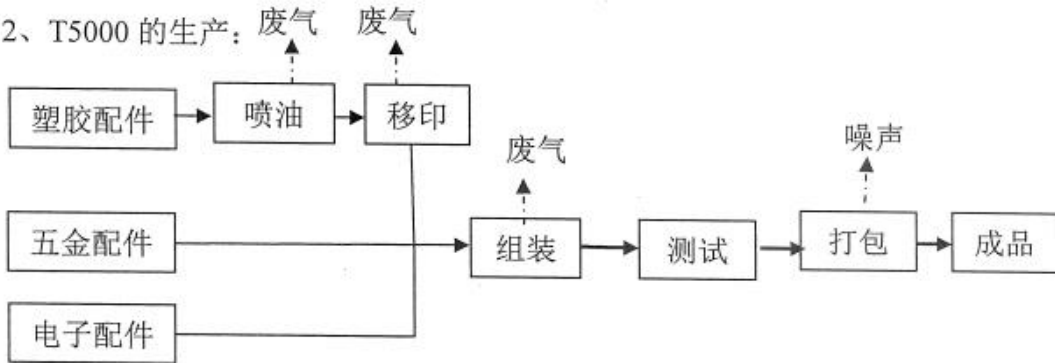 2、T5000 的生产：
废气 废气
塑胶配件 喷油 移印
废气 噪声
五金配件 组装 测试 打包 成品
电子配件